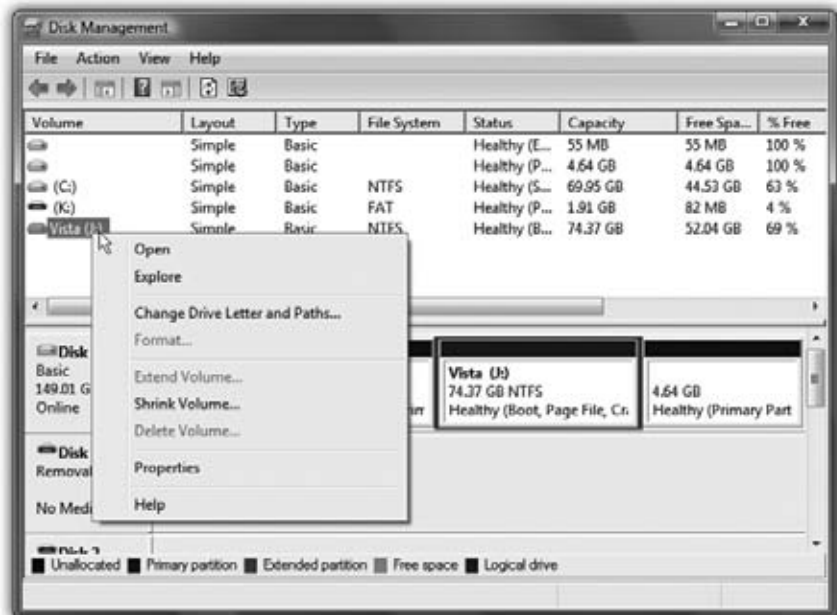 Disk Management
File Action View Help
Volume Layout Type File System Status Capacity Free Spa... % Free
Simple Basic Healthy (E... 55 MB 55 MB 100 %
Simple Basic Healthy (P... 4.64 GB 4.64 GB 100 %
(C:) Simple Basic NTFS Healthy (S... 69.95 GB 44.53 GB 63 %
(K:) Simple Basic FAT Healthy (P... 1.91 GB 82 MB 4 %
Vista (J:) Simple Basic NTFS Healthy (B... 74.37 GB 52.04 GB 69 %
Open
Explore
Change Drive Letter and Paths...
Format...
Extend Volume...
Shrink Volume...
Delete Volume...
Properties
Help
Disk
Basic
149.01 G
Online
Vista (J:)
74.37 GB NTFS
Healthy (Boot, Page File, Cra
4.64 GB
Healthy (Primary Part
Disk
Removal
No Medi
Disk 2
Unallocated Primary partition Extended partition Free space Logical drive